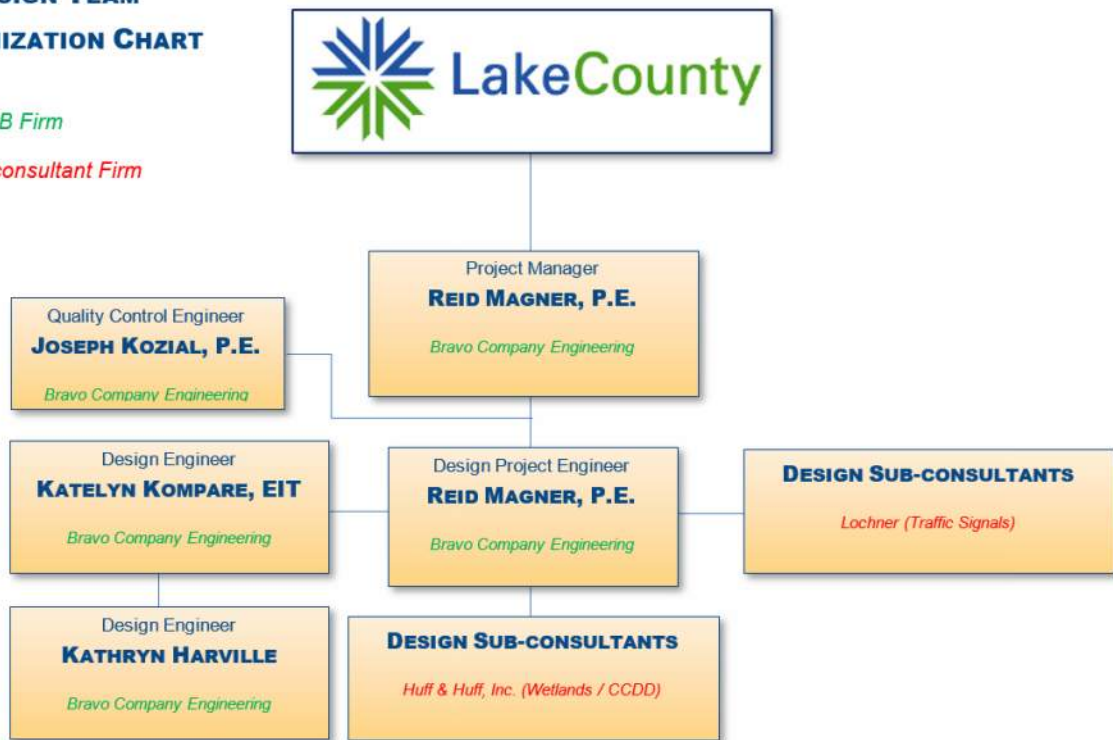 IZATION CHART
B Firm
consultant Firm
LakeCounty
Project Manager
REID MAGNER, P.E.
Bravo Company Engineering
Quality Control Engineer
JOSEPH KOZIAL, P.E.
Bravo Company Engineering
Design Engineer
KATELYN KOMPARE, EIT
Bravo Company Engineering
Design Project Engineer
REID MAGNER, P.E.
Bravo Company Engineering
DESIGN SUB-CONSULTANTS
Lochner (Traffic Signals)
Design Engineer
KATHRYN HARVILLE
Bravo Company Engineering
DESIGN SUB-CONSULTANTS
Huff & Huff, Inc. (Wetlands / CCDD)